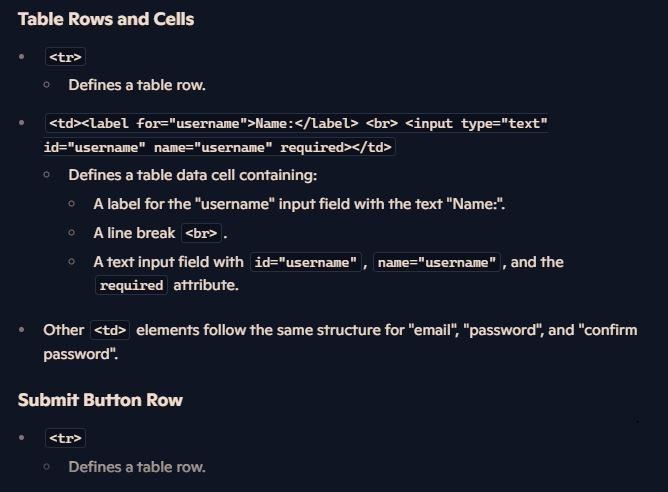 Table Rows and Cells
<tr>
Defines a table row.
<td><label for="username">Name:</label> <br> <input type="text"
id="username" name="username" required></td>
Defines a table data cell containing:
A label for the "username" input field with the text "Name:".
A line break <br>.
A text input field with id="username", name="username", and the
required attribute.
Other <td> elements follow the same structure for "email", "password", and "confirm
password".
Submit Button Row
<tr>
Defines a table row.